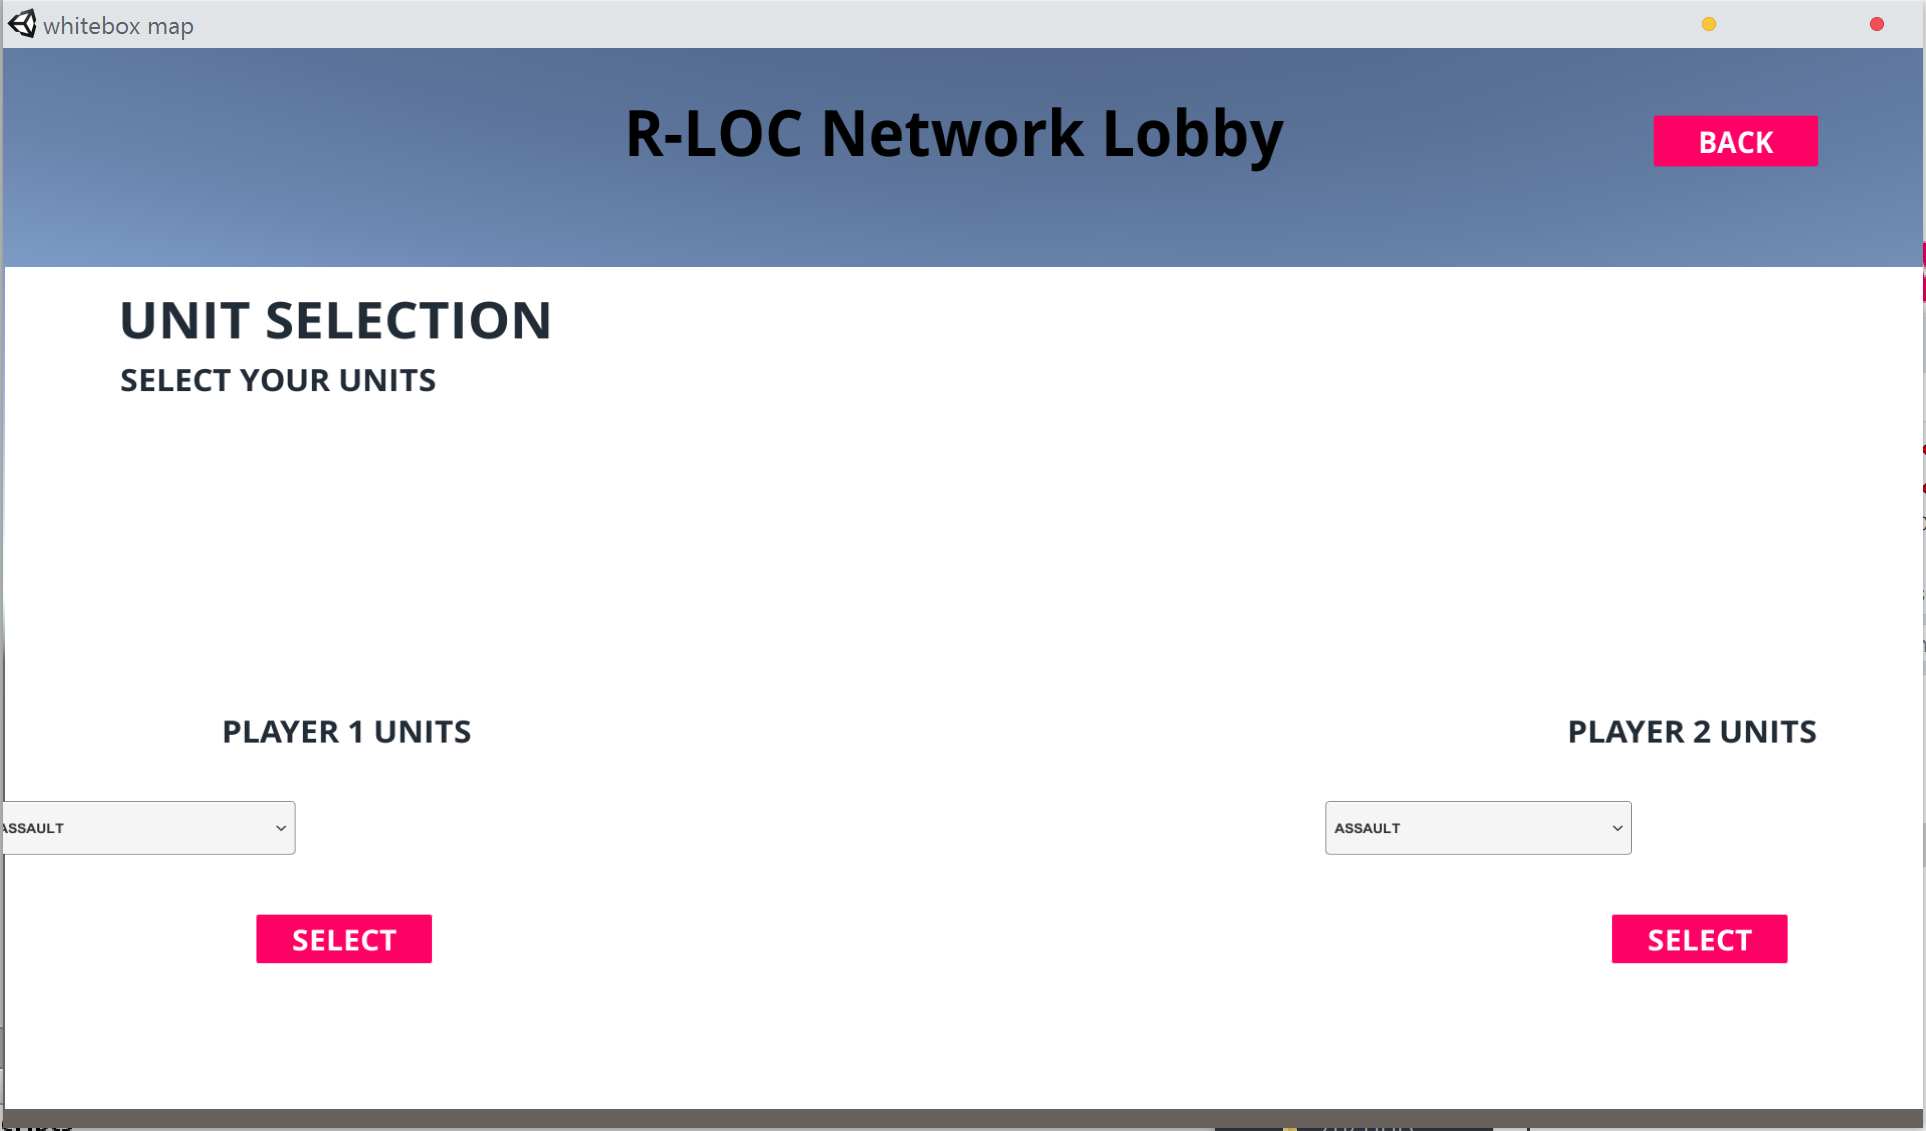 whitebox map
R-LOC Network Lobby
BACK
UNIT SELECTION
SELECT YOUR UNITS
PLAYER 1 UNITS
PLAYER 2 UNITS
ASSAULT
ASSAULT
SELECT
SELECT